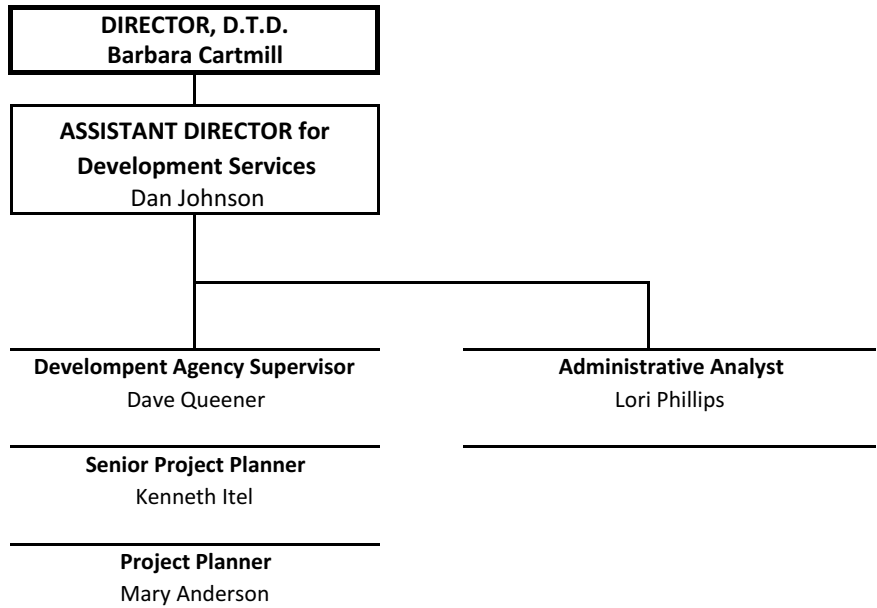 DIRECTOR, D.T.D.
Barbara Cartmill
ASSISTANT DIRECTOR for
Development Services
Dan Johnson
Develompent Agency Supervisor
Dave Queener
Administrative Analyst
Lori Phillips
Senior Project Planner
Kenneth Itel
Project Planner
Mary Anderson